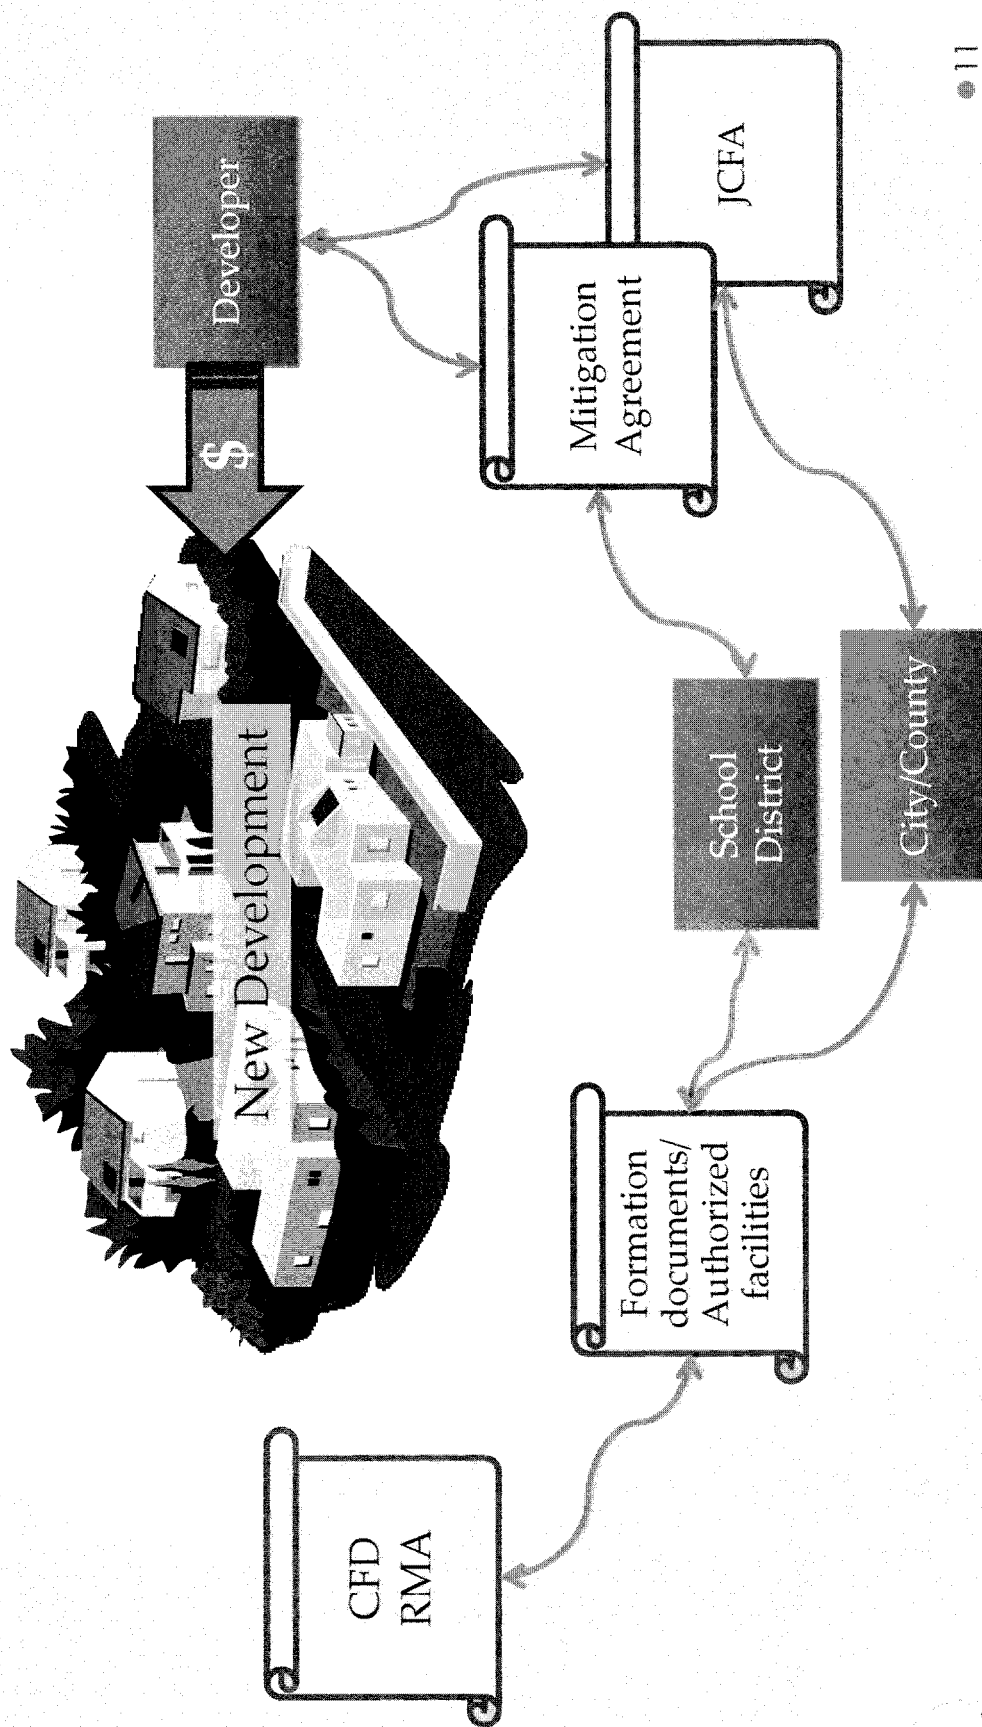 Developer
$
New Development
CFD
RMA
Mitigation
Agreement
JCFA
Formation
documents/
Authorized
facilities
School
District
City/County
11